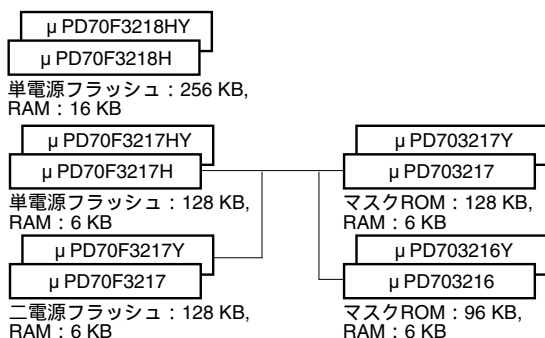 μ PD70F3218HY
μ PD70F3218H
単電源フラッシュ：256 KB,
RAM：16 KB
μ PD70F3217HY
μ PD70F3217H
単電源フラッシュ：128 KB,
RAM：6 KB
μ PD703217Y
μ PD703217
マスクROM：128 KB,
RAM：6 KB
μ PD70F3217Y
μ PD70F3217
二電源フラッシュ：128 KB,
RAM：6 KB
μ PD703216Y
μ PD703216
マスクROM：96 KB,
RAM：6 KB